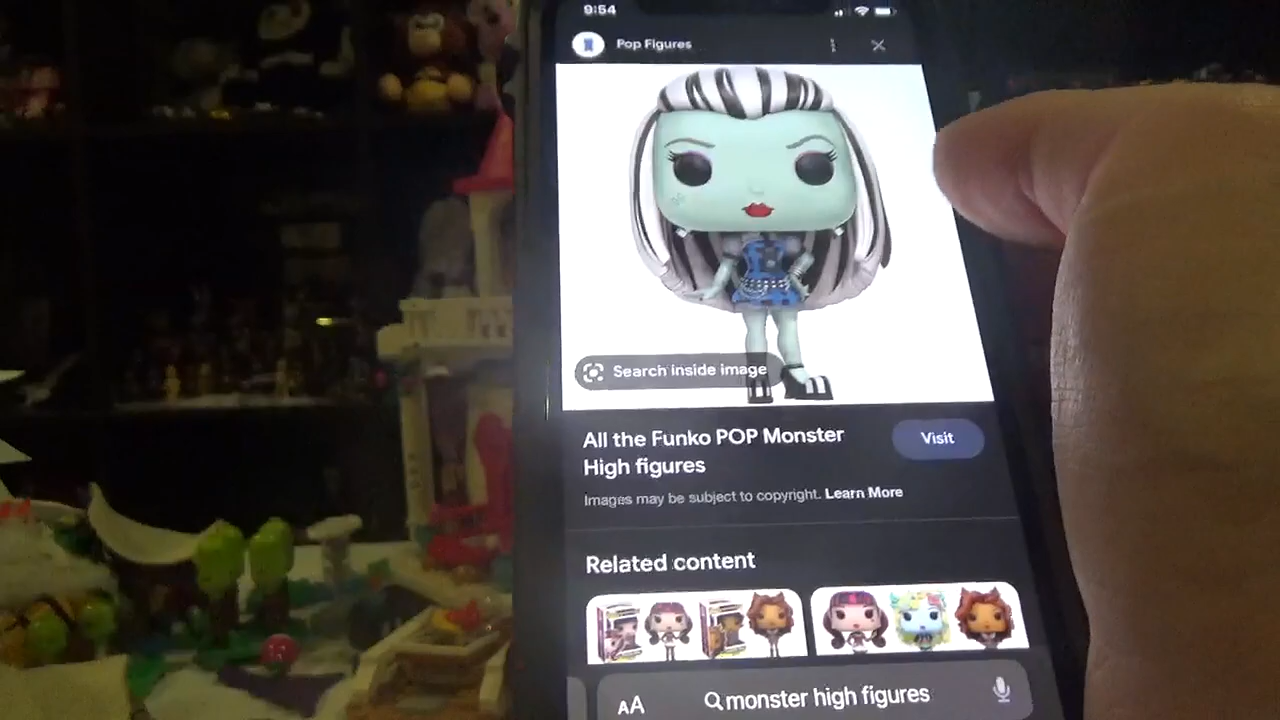 9:54
Pop Figures
Search inside image
All the Funko POP Monster
High figures
Visit
Images may be subject to copyright. Learn More
Related content
AA monster high figures